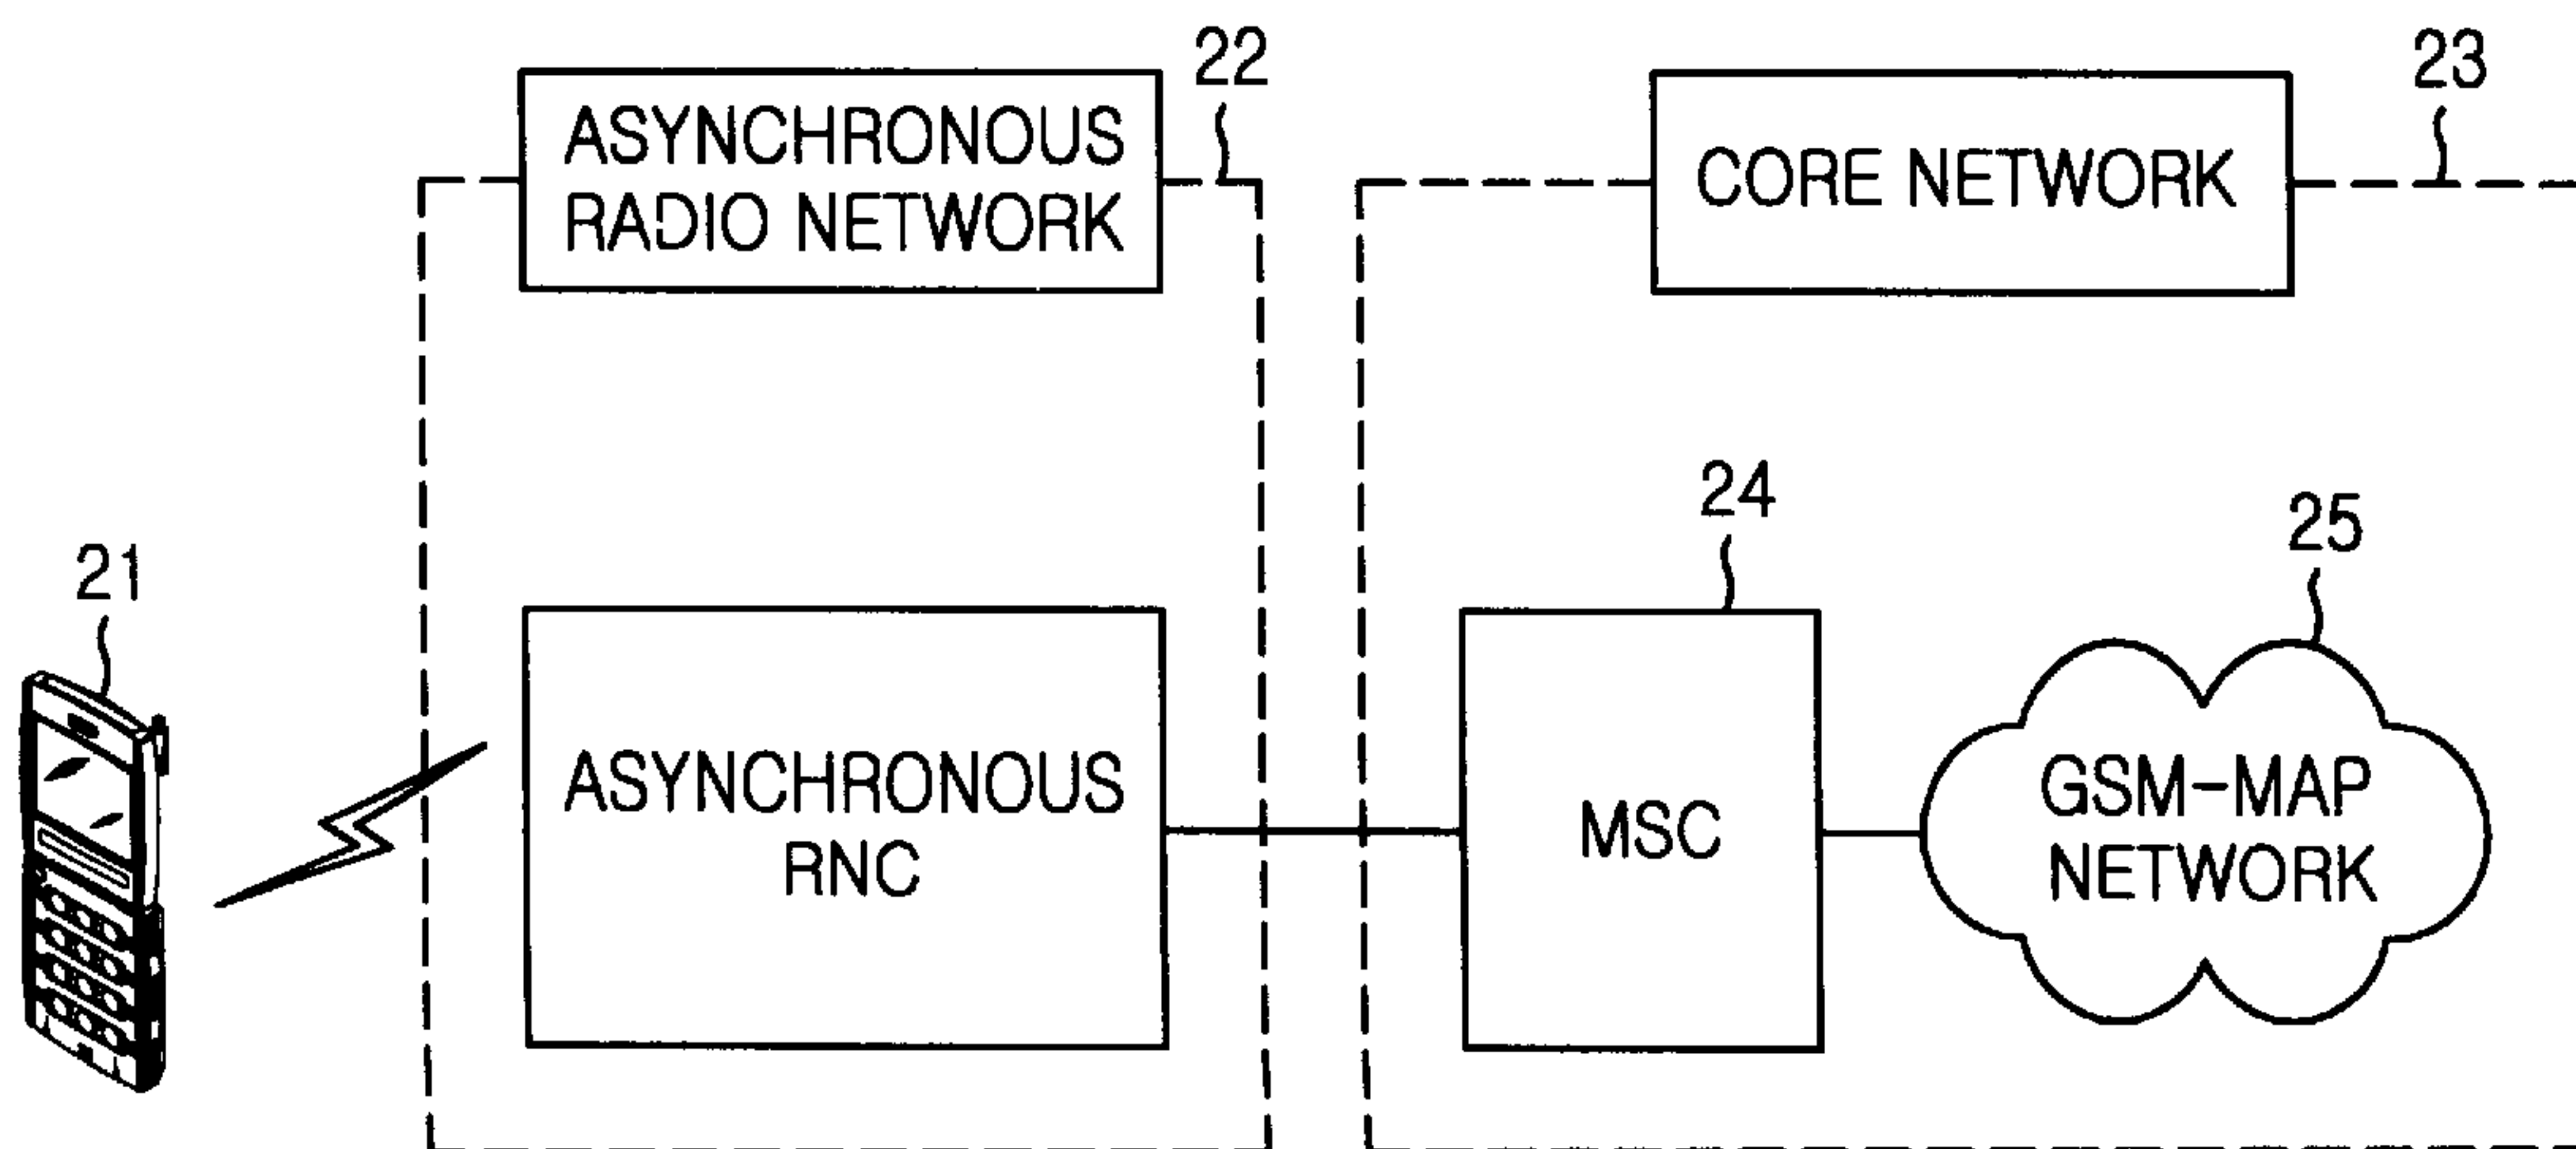 22
23
ASYNCHRONOUS
RADIO NETWORK
CORE NETWORK
24
25
21
ASYNCHRONOUS
RNC
MSC
GSM-MAP
NETWORK